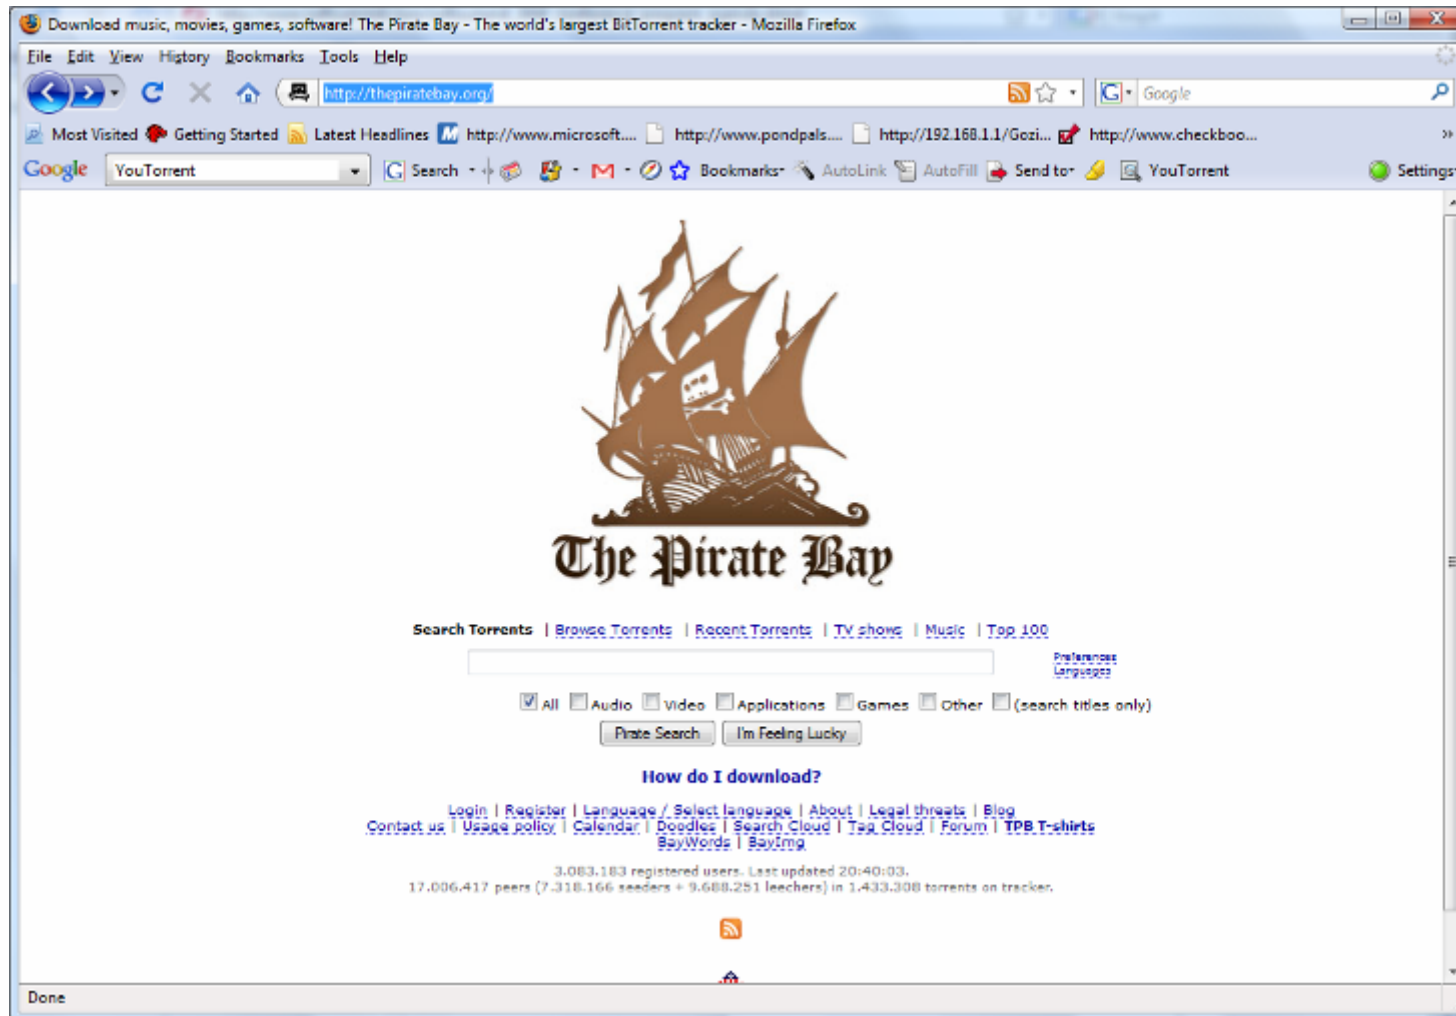 Download music, movies, games, software! The Pirate Bay - The world's largest BitTorrent tracker - Mozilla Firefox
File Edit View History Bookmarks Tools Help
http://thepiratebay.org/ Google
Most Visited Getting Started Latest Headlines http://www.microsoft.... http://www.pondpals.... http://192.168.1.1/Gozi... http://www.checkboo...
Google YouTorrent Search Bookmarks AutoLink AutoFill Send to YouTorrent Settings
The Pirate Bay
Search Torrents | Browse Torrents | Recent Torrents | TV shows | Music | Top 100
Preferences
Languages
All Audio Video Applications Games Other (search titles only)
Pirate Search I'm Feeling Lucky
How do I download?
Login | Register | Language / Select language | About | Legal threats | Blog
Contact us | Usage policy | Calendar | Doodles | Search Cloud | Tag Cloud | Forum | TPB T-shirts
BayWords | BayImg
3.083.183 registered users. Last updated 20:40:03.
17.006.417 peers (7.318.166 seeders + 9.688.251 leechers) in 1.433.308 torrents on tracker.
Done